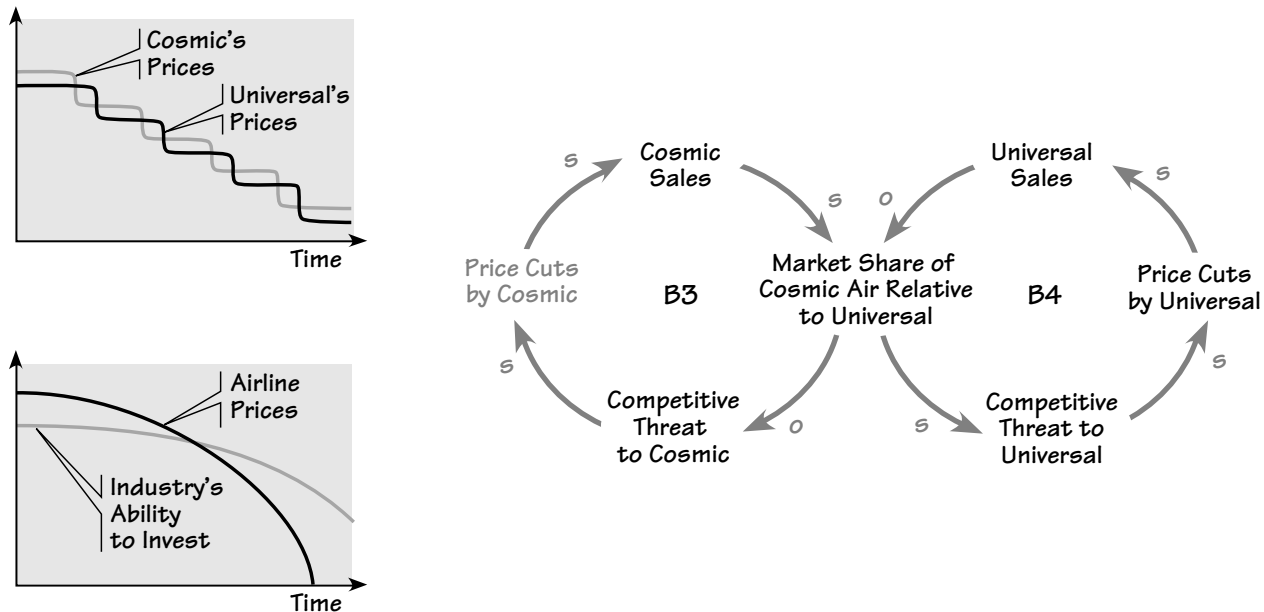 Cosmic's
Prices
Universal's
Prices
Time
Airline
Prices
Industry's
Ability
to Invest
Time
Cosmic
Sales
Universal
Sales
S
S
O
S
Price Cuts
by Cosmic
B3
Market Share of
Cosmic Air Relative
to Universal
B4
Price Cuts
by Universal
S
O
S
S
Competitive
Threat
to Cosmic
Competitive
Threat to
Universal